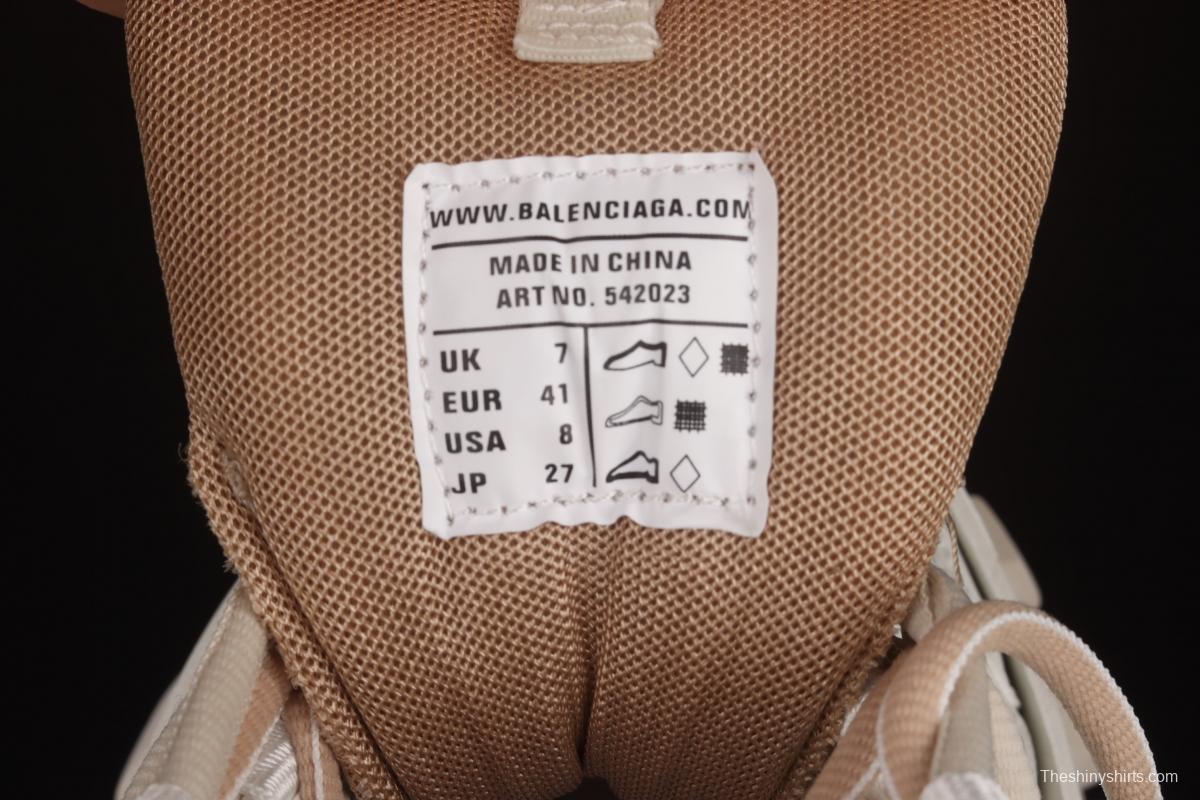 WWW.BALENCIAGA.COM
MADE IN CHINA
ART NO. 542023
UK 7
EUR 41
USA 8
JP 27
Theshinyshirts.com